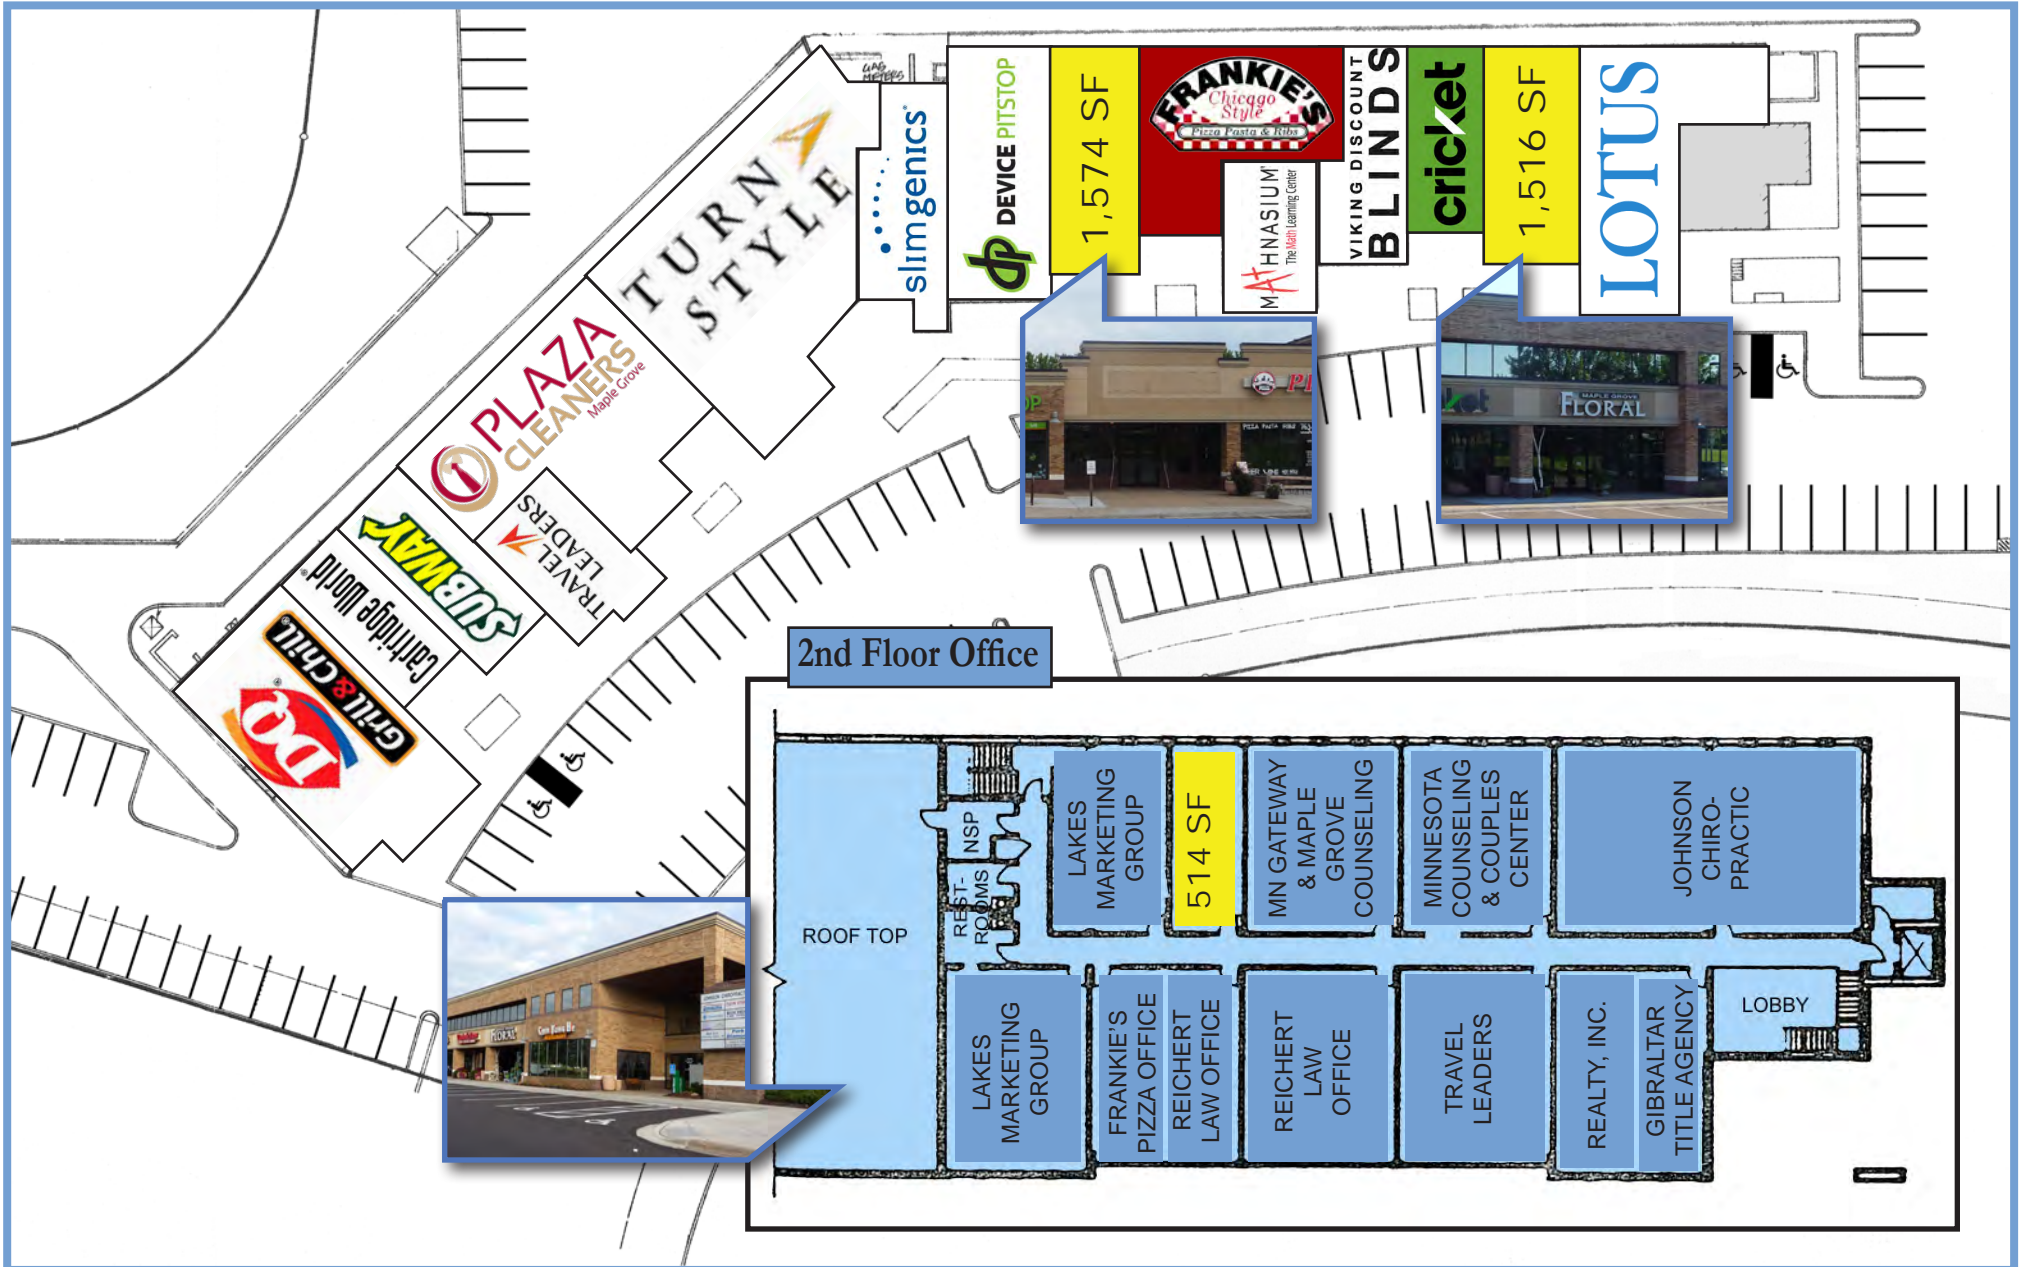 GAS
METERS
TURN
STYLE
slimgenics
DEVICE PITSTOP
dp
1,574 SF
FRANKIE'S
Chicago
Style
Pizza Pasta & Ribs
MATHNASIUM
The Math Learning Center
VIKING DISCOUNT
BLINDS
cricket
1,516 SF
LOTUS
PLAZA
CLEANERS
Maple Grove
TRAVEL
LEADERS
SUBWAY
Cartridge World®
Grill & Chill®
DQ®
MAPLE GROVE
FLORAL
2nd Floor Office
ROOF TOP
NSP
REST-
ROOMS
LAKES
MARKETING
GROUP
514 SF
MN GATEWAY
& MAPLE
GROVE
COUNSELING
MINNESOTA
COUNSELING
& COUPLES
CENTER
JOHNSON
CHIRO-
PRACTIC
LAKES
MARKETING
GROUP
FRANKIE'S
PIZZA OFFICE
REICHERT
LAW OFFICE
REICHERT
LAW
OFFICE
TRAVEL
LEADERS
REALTY, INC.
GIBRALTAR
TITLE AGENCY
LOBBY
FLORAL